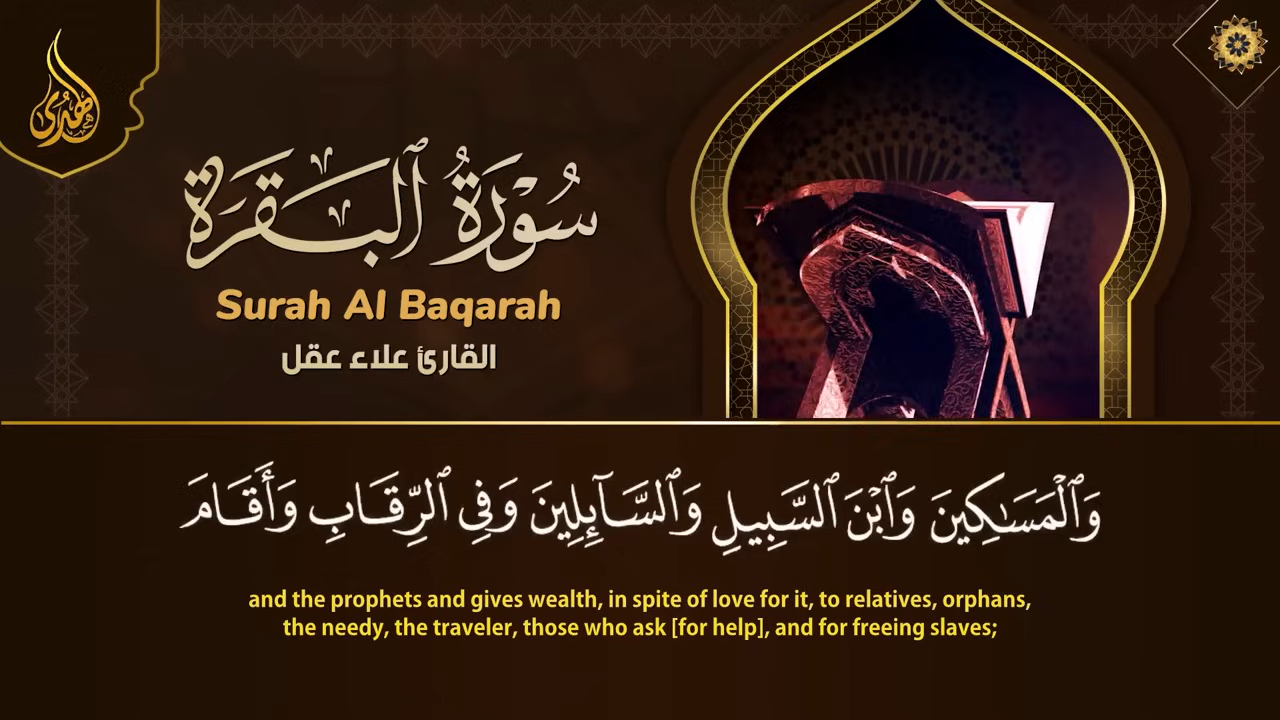 الهدى
سُورَةُ ٱلْبَقَرَةِ
Surah Al Baqarah
القارئ علاء عقل
وَٱلْمَسَـٰكِينَ وَٱبْنَ ٱلسَّبِيلِ وَٱلسَّآئِلِينَ وَفِى ٱلرِّقَابِ وَأَقَامَ
and the prophets and gives wealth, in spite of love for it, to relatives, orphans,
the needy, the traveler, those who ask [for help], and for freeing slaves;